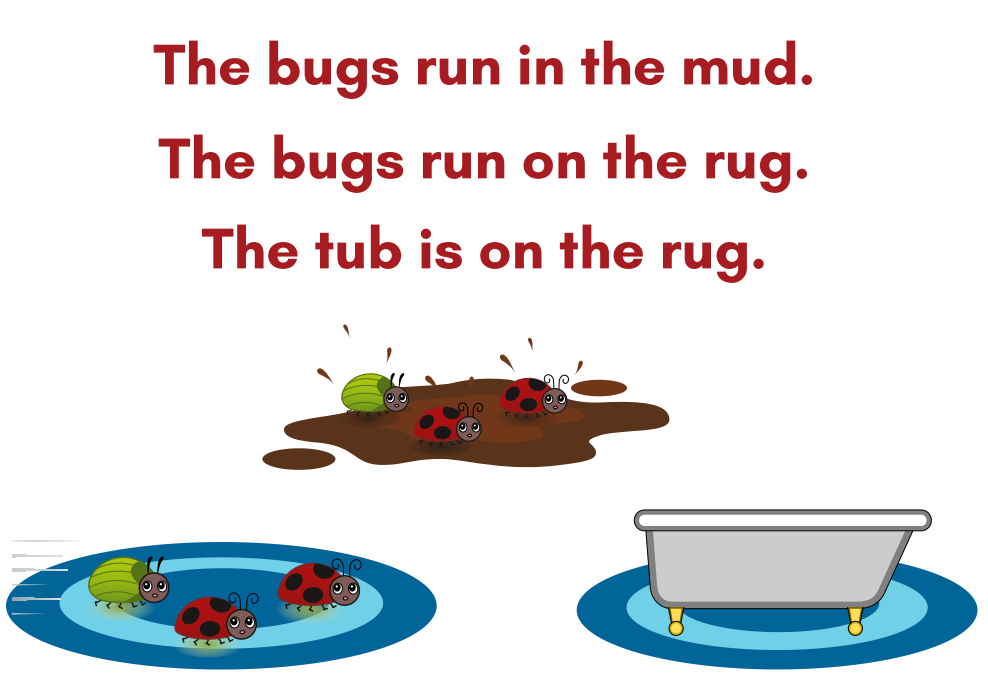 The bugs run in the mud.
The bugs run on the rug.
The tub is on the rug.